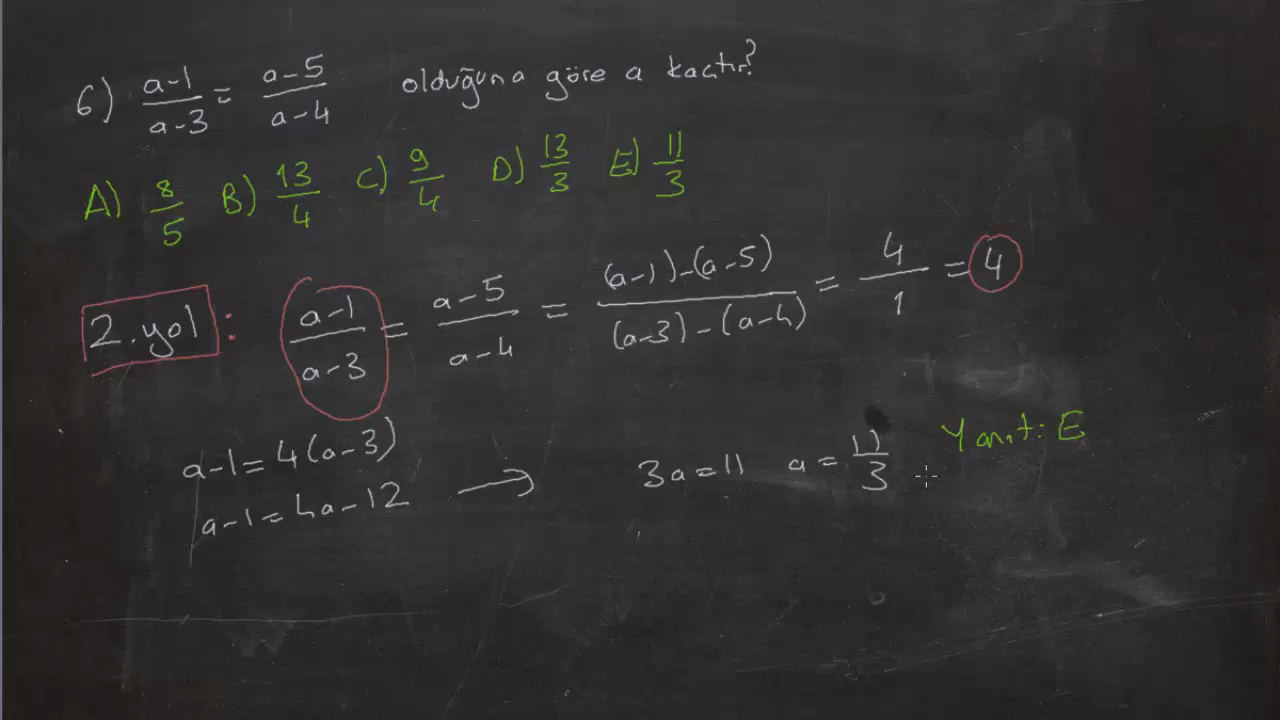 6) (a-1)/(a-3) = (a-5)/(a-4) olduğuna göre a kaçtır?
A) 8/5 B) 13/4 C) 9/4 D) 13/3 E) 11/3
2. yol : (a-1)/(a-3) = (a-5)/(a-4) = ((a-1)-(a-5))/((a-3)-(a-4)) = 4/1 = 4
a-1=4(a-3)
a-1=4a-12 → 3a=11 a=11/3 Yanıt: E